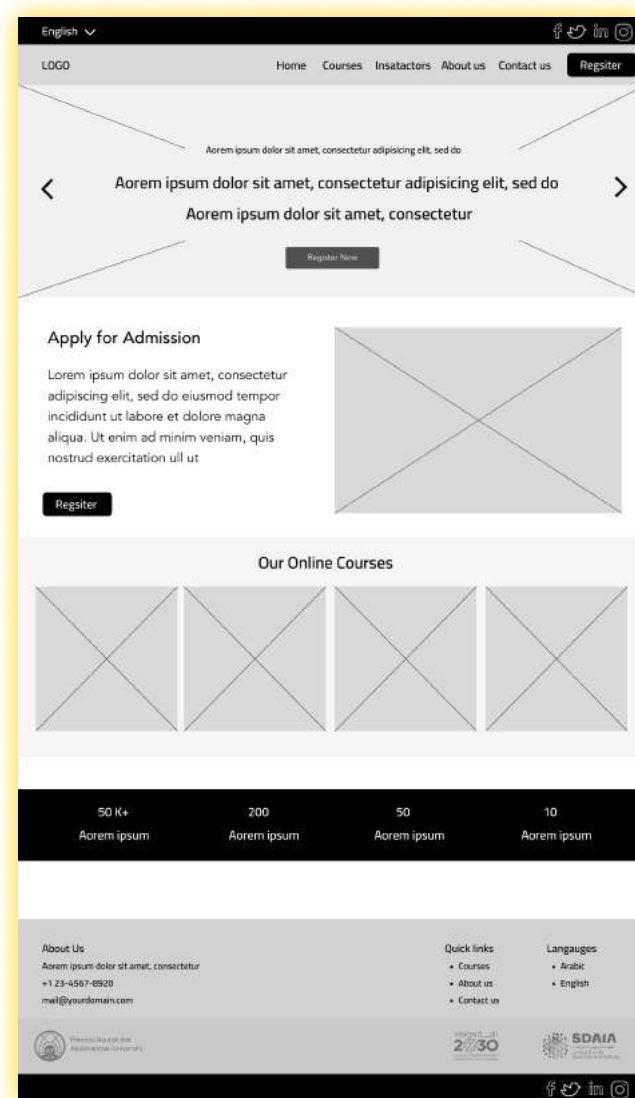 English
LOGO
Home Courses Insatactors About us Contact us Regsiter
Aorem ipsum dolor sit amet, consectetur adipisicing elit, sed do
Aorem ipsum dolor sit amet, consectetur adipisicing elit, sed do
Aorem ipsum dolor sit amet, consectetur
Register Now
Apply for Admission
Lorem ipsum dolor sit amet, consectetur
adipiscing elit, sed do eiusmod tempor
incididunt ut labore et dolore magna
aliqua. Ut enim ad minim veniam, quis
nostrud exercitation ull ut
Regsiter
Our Online Courses
50 K+ 200 50 10
Aorem ipsum Aorem ipsum Aorem ipsum Aorem ipsum
About Us Quick links Langauges
Aorem ipsum dolor sit amet, consectetur • Courses • Arabic
+1 23-4567-8920 • About us • English
mail@yourdomain.com • Contact us
Princess Nourah Bint
Abdulrahman University
2030
SDAIA